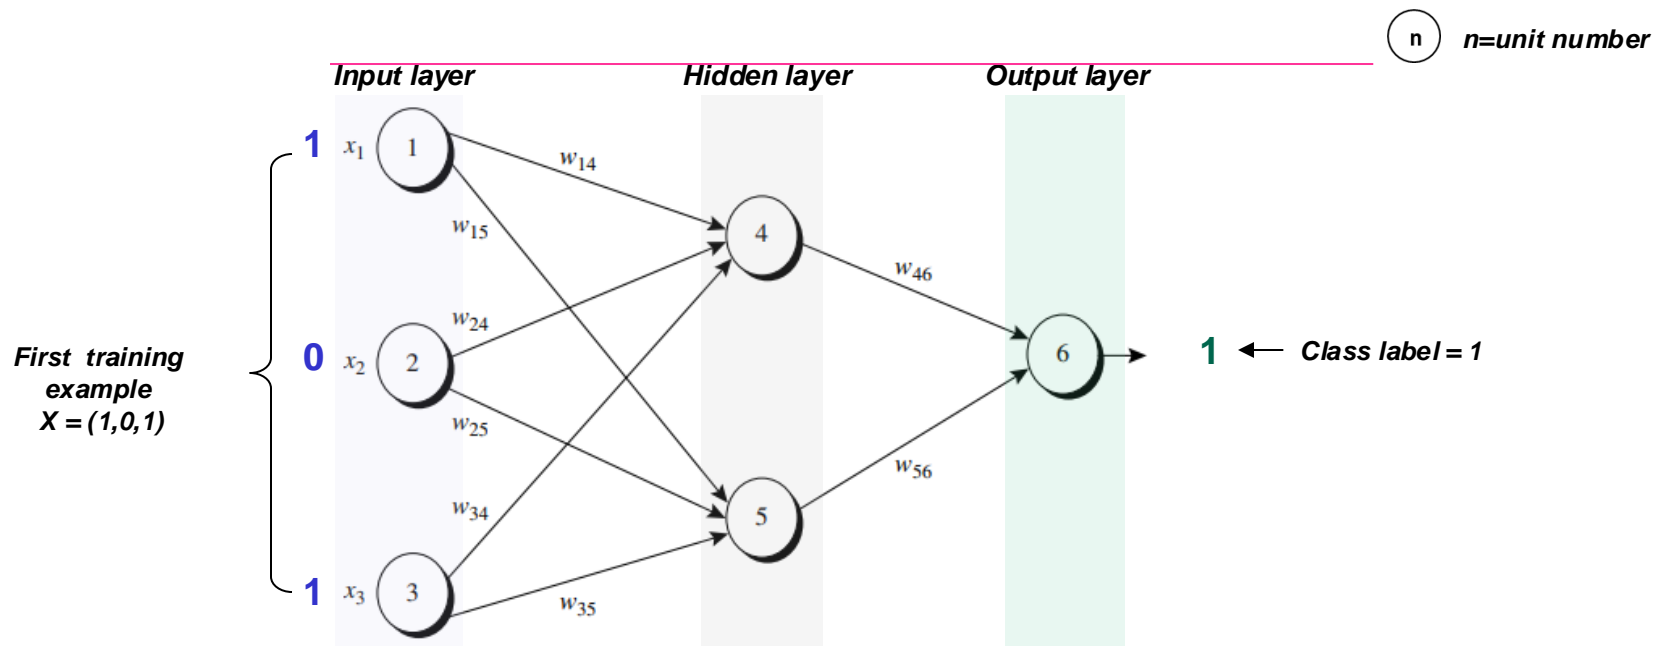 n n=unit number
Input layer Hidden layer Output layer
1 x1 1
w14
w15
4
w46
w24
First training
example
X = (1,0,1)
0 x2 2
6 1 Class label = 1
w25
w56
w34
5
1 x3 3
w35